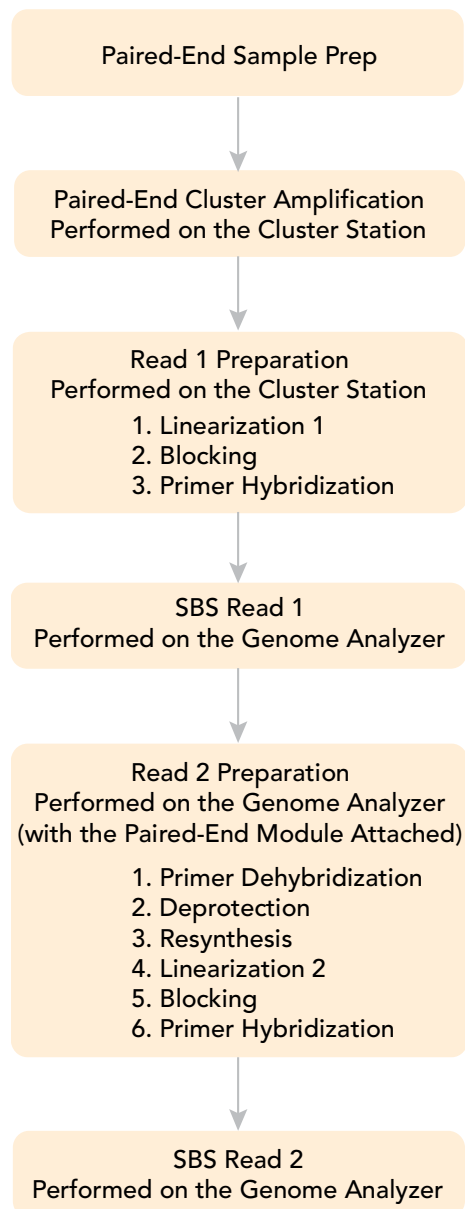 Paired-End Sample Prep
Paired-End Cluster Amplification
Performed on the Cluster Station
Read 1 Preparation
Performed on the Cluster Station
1. Linearization 1
2. Blocking
3. Primer Hybridization
SBS Read 1
Performed on the Genome Analyzer
Read 2 Preparation
Performed on the Genome Analyzer
(with the Paired-End Module Attached)
1. Primer Dehybridization
2. Deprotection
3. Resynthesis
4. Linearization 2
5. Blocking
6. Primer Hybridization
SBS Read 2
Performed on the Genome Analyzer